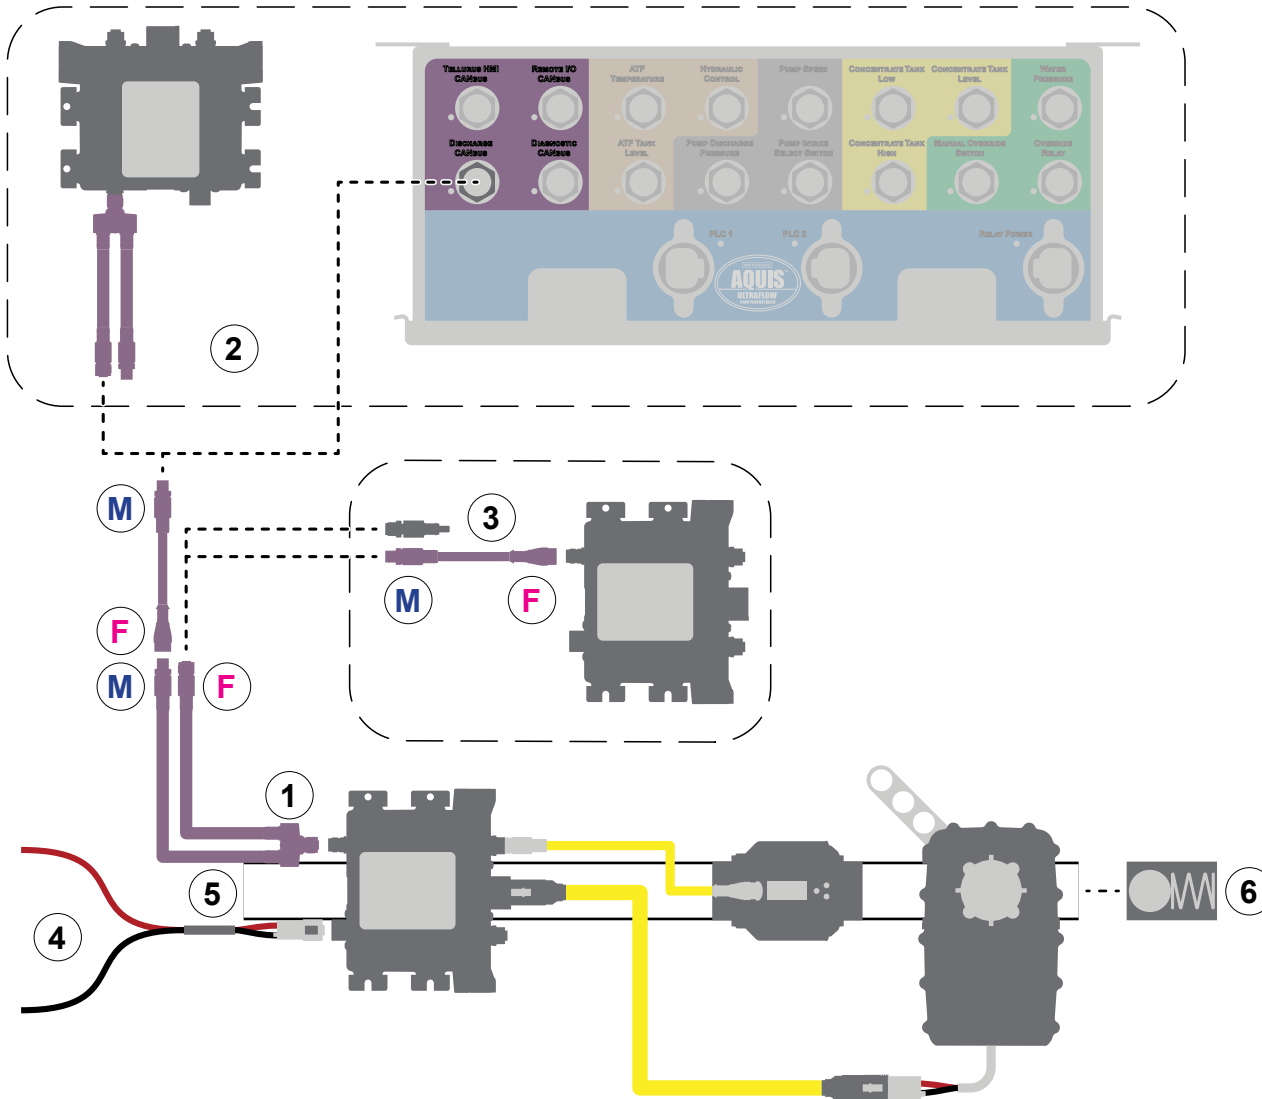 TELLURUS HMI
CANBUS
REMOTE I/O
CANBUS
ATF
TEMPERATURE
HYDRAULIC
CONTROL
PUMP SPEED
CONCENTRATE TANK
LOW
CONCENTRATE TANK
LEVEL
WATER
PRESSURE
DISCHARGE
CANBUS
DIAGNOSTIC
CANBUS
ATF TANK
LEVEL
PUMP DISCHARGE
PRESSURE
PUMP INTAKE
SELECT SWITCH
CONCENTRATE TANK
HIGH
MANUAL OVERRIDE
SWITCH
OVERRIDE
RELAY
PLC 1
PLC 2
RELAY POWER
AQUIS
ULTRAFLOW
2
M
3
F
M
F
M
F
1
5
4
6